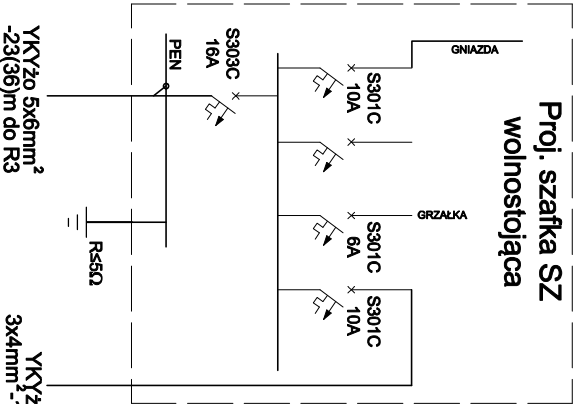 Proj. szafka SZ
wolnostojąca
GNIAZDA
S301C
10A
S303C
16A
PEN
GRZAŁKA
S301C
6A
S301C
10A
R≤5Ω
YKYżo 5x6mm²
-23(36)m do R3
3x4mm²